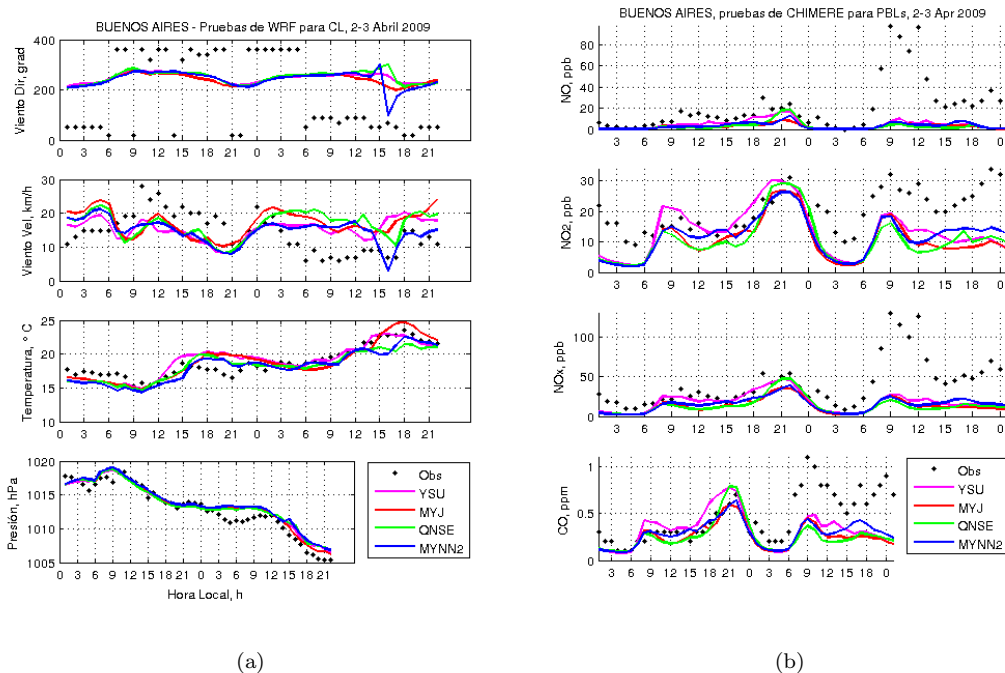 BUENOS AIRES - Pruebas de WRF para CL, 2-3 Abril 2009
Viento Dir, grad
400
200
0
0 3 6 9 12 15 18 21 0 3 6 9 12 15 18 21
Viento Vel, km/h
30
20
10
0
0 3 6 9 12 15 18 21 0 3 6 9 12 15 18 21
Temperatura, ° C
25
20
15
10
0 3 6 9 12 15 18 21 0 3 6 9 12 15 18 21
Presión, hPa
1020
1015
1010
1005
0 3 6 9 12 15 18 21 0 3 6 9 12 15 18 21
Hora Local, h
Obs
YSU
MYJ
QNSE
MYNN2
(a)
BUENOS AIRES, pruebas de CHIMERE para PBLs, 2-3 Apr 2009
NO, ppb
80
60
40
20
0
3 6 9 12 15 18 21 0 3 6 9 12 15 18 21 0
NO2, ppb
30
20
10
0
3 6 9 12 15 18 21 0 3 6 9 12 15 18 21 0
NOx, ppb
100
50
0
3 6 9 12 15 18 21 0 3 6 9 12 15 18 21 0
CO, ppm
1
0.5
0
3 6 9 12 15 18 21 0 3 6 9 12 15 18 21 0
Obs
YSU
MYJ
QNSE
MYNN2
(b)